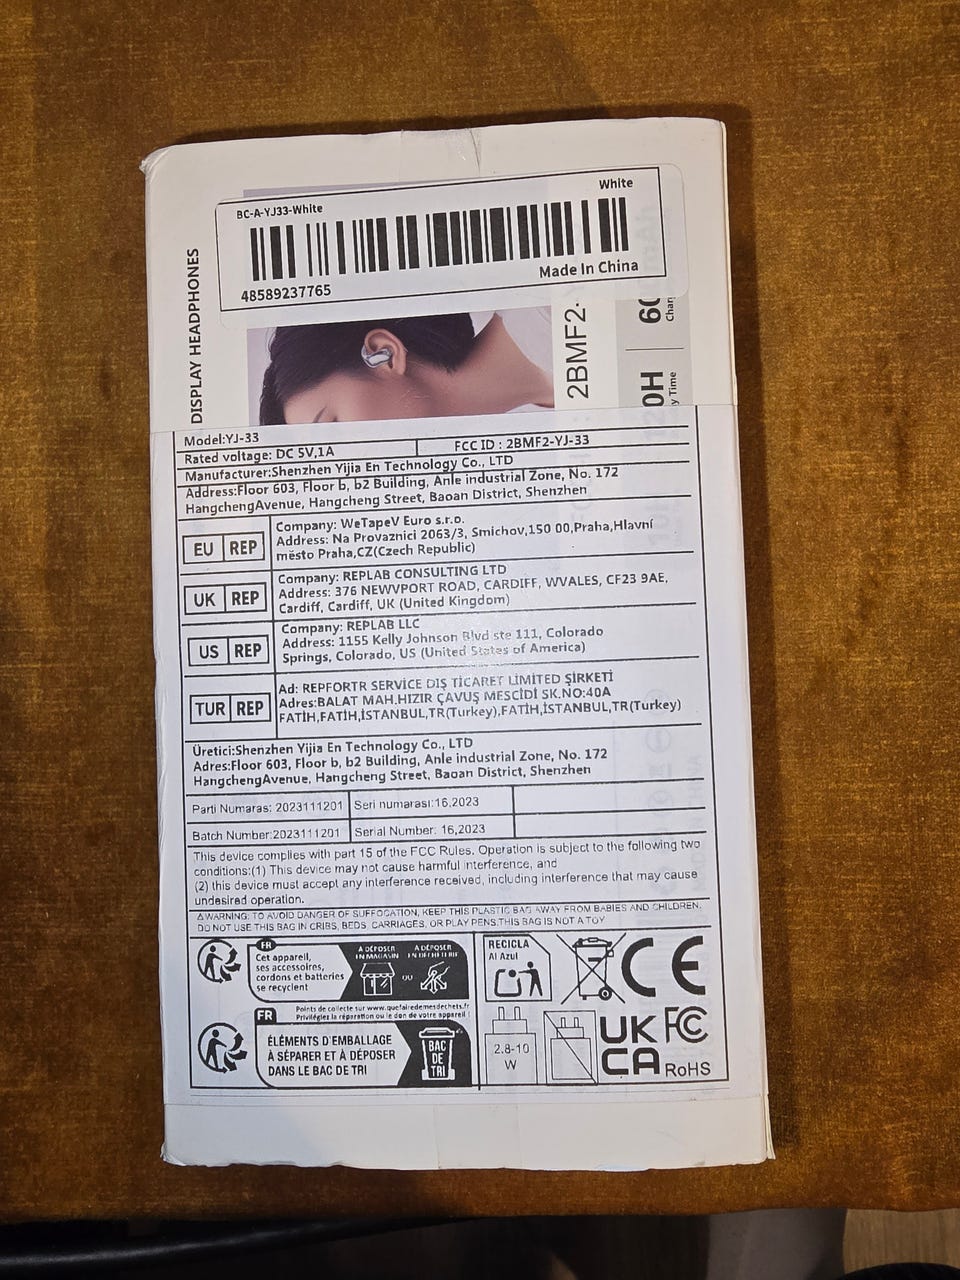 White
BC-A-YJ33-White
Made In China
48589237765
DISPLAY HEADPHONES
2BMF2-
Model:YJ-33
Rated voltage: DC 5V,1A
FCC ID : 2BMF2-YJ-33
Manufacturer:Shenzhen Yijia En Technology Co., LTD
Address:Floor 603, Floor b, b2 Building, Anle industrial Zone, No. 172
HangchengAvenue, Hangcheng Street, Baoan District, Shenzhen
EU REP
Company: WeTapeV Euro s.r.o.
Address: Na Provaznici 2063/3, Smichov,150 00,Praha,Hlavní
město Praha,CZ(Czech Republic)
UK REP
Company: REPLAB CONSULTING LTD
Address: 376 NEWVPORT ROAD, CARDIFF, WVALES, CF23 9AE,
Cardiff, Cardiff, UK (United Kingdom)
US REP
Company: REPLAB LLC
Address: 1155 Kelly Johnson Blvd ste 111, Colorado
Springs, Colorado, US (United States of America)
TUR REP
Ad: REPFORTR SERVICE DIŞ TİCARET LİMİTED ŞİRKETİ
Adres:BALAT MAH.HIZIR ÇAVUŞ MESCİDİ SK.NO:40A
FATİH,FATİH,İSTANBUL,TR(Turkey),FATİH,İSTANBUL,TR(Turkey)
Üretici:Shenzhen Yijia En Technology Co., LTD
Adres:Floor 603, Floor b, b2 Building, Anle industrial Zone, No. 172
HangchengAvenue, Hangcheng Street, Baoan District, Shenzhen
Parti Numaras: 2023111201
Seri numarası:16,2023
Batch Number:2023111201
Serial Number: 16,2023
This device complies with part 15 of the FCC Rules. Operation is subject to the following two
conditions:(1) This device may not cause harmful interference, and
(2) this device must accept any interference received, including interference that may cause
undesired operation.
⚠WARNING: TO AVOID DANGER OF SUFFOCATION, KEEP THIS PLASTIC BAG AWAY FROM BABIES AND CHILDREN.
DO NOT USE THIS BAG IN CRIBS, BEDS, CARRIAGES, OR PLAY PENS.THIS BAG IS NOT A TOY
FR
Cet appareil,
ses accessoires,
cordons et batteries
se recyclent
À DÉPOSER
EN MAGASIN
OU
À DÉPOSER
EN DÉCHÈTERIE
Points de collecte sur www.quefairedemesdechets.fr
Privilégiez la réparation ou le don de votre appareil !
FR
ÉLÉMENTS D'EMBALLAGE
À SÉPARER ET À DÉPOSER
DANS LE BAC DE TRI
BAC
DE
TRI
RECICLA
Al Azul
CE
2.8-10
W
UK
CA
FC
RoHS